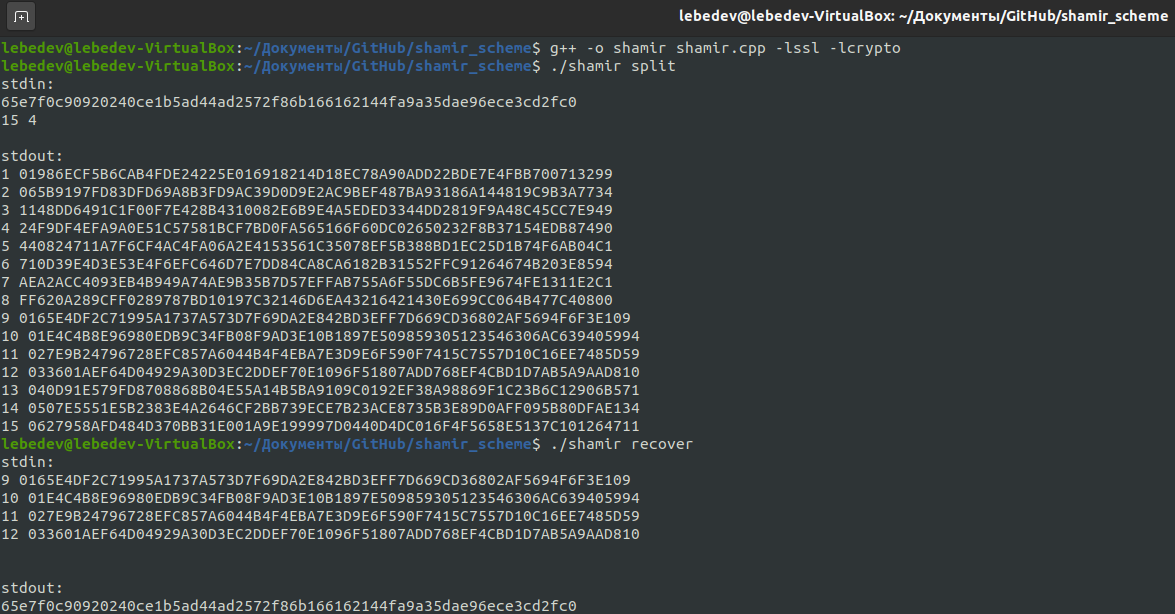 lebedev@lebedev-VirtualBox: ~/Документы/GitHub/shamir_scheme
lebedev@lebedev-VirtualBox:~/Документы/GitHub/shamir_scheme$ g++ -o shamir shamir.cpp -lssl -lcrypto
lebedev@lebedev-VirtualBox:~/Документы/GitHub/shamir_scheme$ ./shamir split
stdin:
65e7f0c90920240ce1b5ad44ad2572f86b166162144fa9a35dae96ece3cd2fc0
15 4
stdout:
1 01986ECF5B6CAB4FDE24225E016918214D18EC78A90ADD22BDE7E4FBB700713299
2 065B9197FD83DFD69A8B3FD9AC39D0D9E2AC9BEF487BA93186A144819C9B3A7734
3 1148DD6491C1F00F7E428B4310082E6B9E4A5EDED3344DD2819F9A48C45CC7E949
4 24F9DF4EFA9A0E51C57581BCF7BD0FA565166F60DC02650232F8B37154EDB87490
5 440824711A7F6CF4AC4FA06A2E4153561C35078EF5B388BD1EC25D1B74F6AB04C1
6 710D39E4D3E53E4F6EFC646D7E7DD84CA8CA6182B31552FFC91264674B203E8594
7 AEA2ACC4093EB4B949A74AE9B35B7D57EFFAB755A6F55DC6B5FE9674FE1311E2C1
8 FF620A289CFF0289787BD10197C32146D6EA43216421430E699CC064B477C40800
9 0165E4DF2C71995A1737A573D7F69DA2E842BD3EFF7D669CD36802AF5694F6F3E109
10 01E4C4B8E96980EDB9C34FB08F9AD3E10B1897E509859305123546306AC639405994
11 027E9B24796728EFC857A6044B4F4EBA7E3D9E6F590F7415C7557D10C16EE7485D59
12 033601AEF64D04929A30D3EC2DDEF70E1096F51807ADD768EF4CBD1D7AB5A9AAD810
13 040D91E579FD8708868B04E55A14B5BA9109C0192EF38A98869F1C23B6C12906B571
14 0507E5551E5B2383E4A2646CF2BB739ECE7B23ACE8735B3E89D0AFF095B80DFAE134
15 0627958AFD484D370BB31E001A9E199997D0440D4DC016F4F5658E5137C101264711
lebedev@lebedev-VirtualBox:~/Документы/GitHub/shamir_scheme$ ./shamir recover
stdin:
9 0165E4DF2C71995A1737A573D7F69DA2E842BD3EFF7D669CD36802AF5694F6F3E109
10 01E4C4B8E96980EDB9C34FB08F9AD3E10B1897E509859305123546306AC639405994
11 027E9B24796728EFC857A6044B4F4EBA7E3D9E6F590F7415C7557D10C16EE7485D59
12 033601AEF64D04929A30D3EC2DDEF70E1096F51807ADD768EF4CBD1D7AB5A9AAD810
stdout:
65e7f0c90920240ce1b5ad44ad2572f86b166162144fa9a35dae96ece3cd2fc0